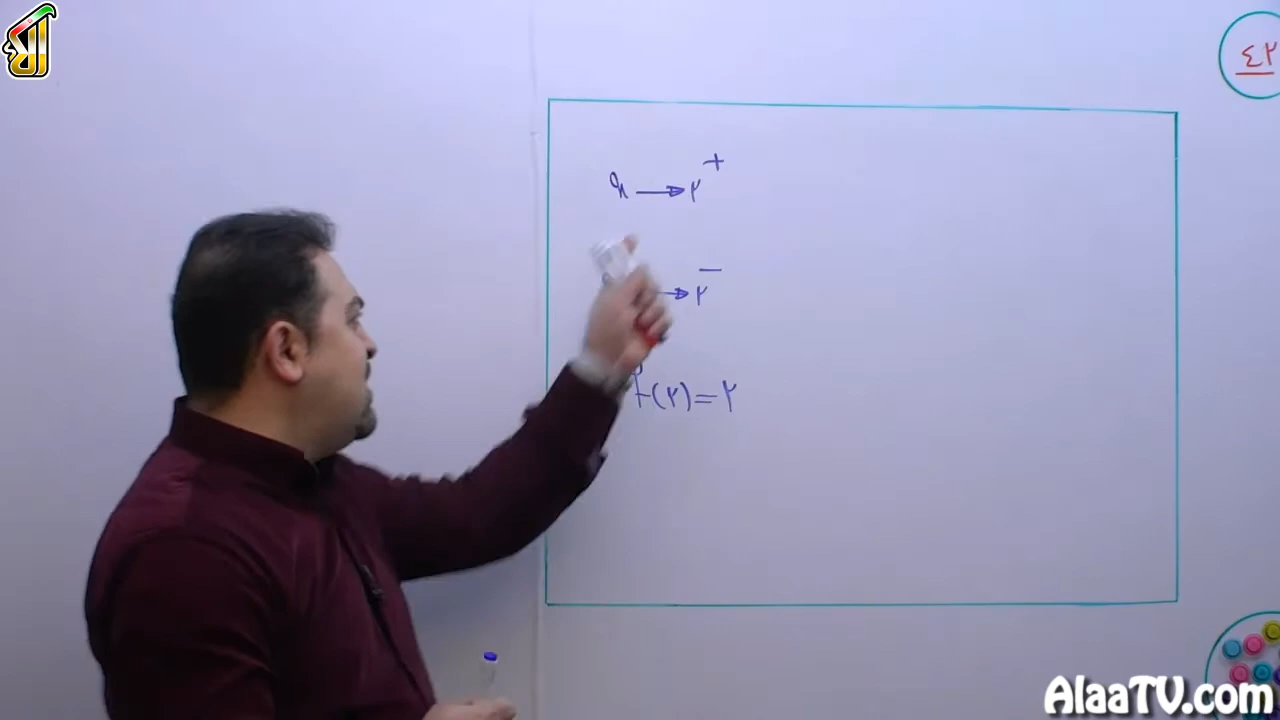 ۴۲
x → ۲⁺
→ ۲⁻
f(۲) = ۲
AlaaTV.com